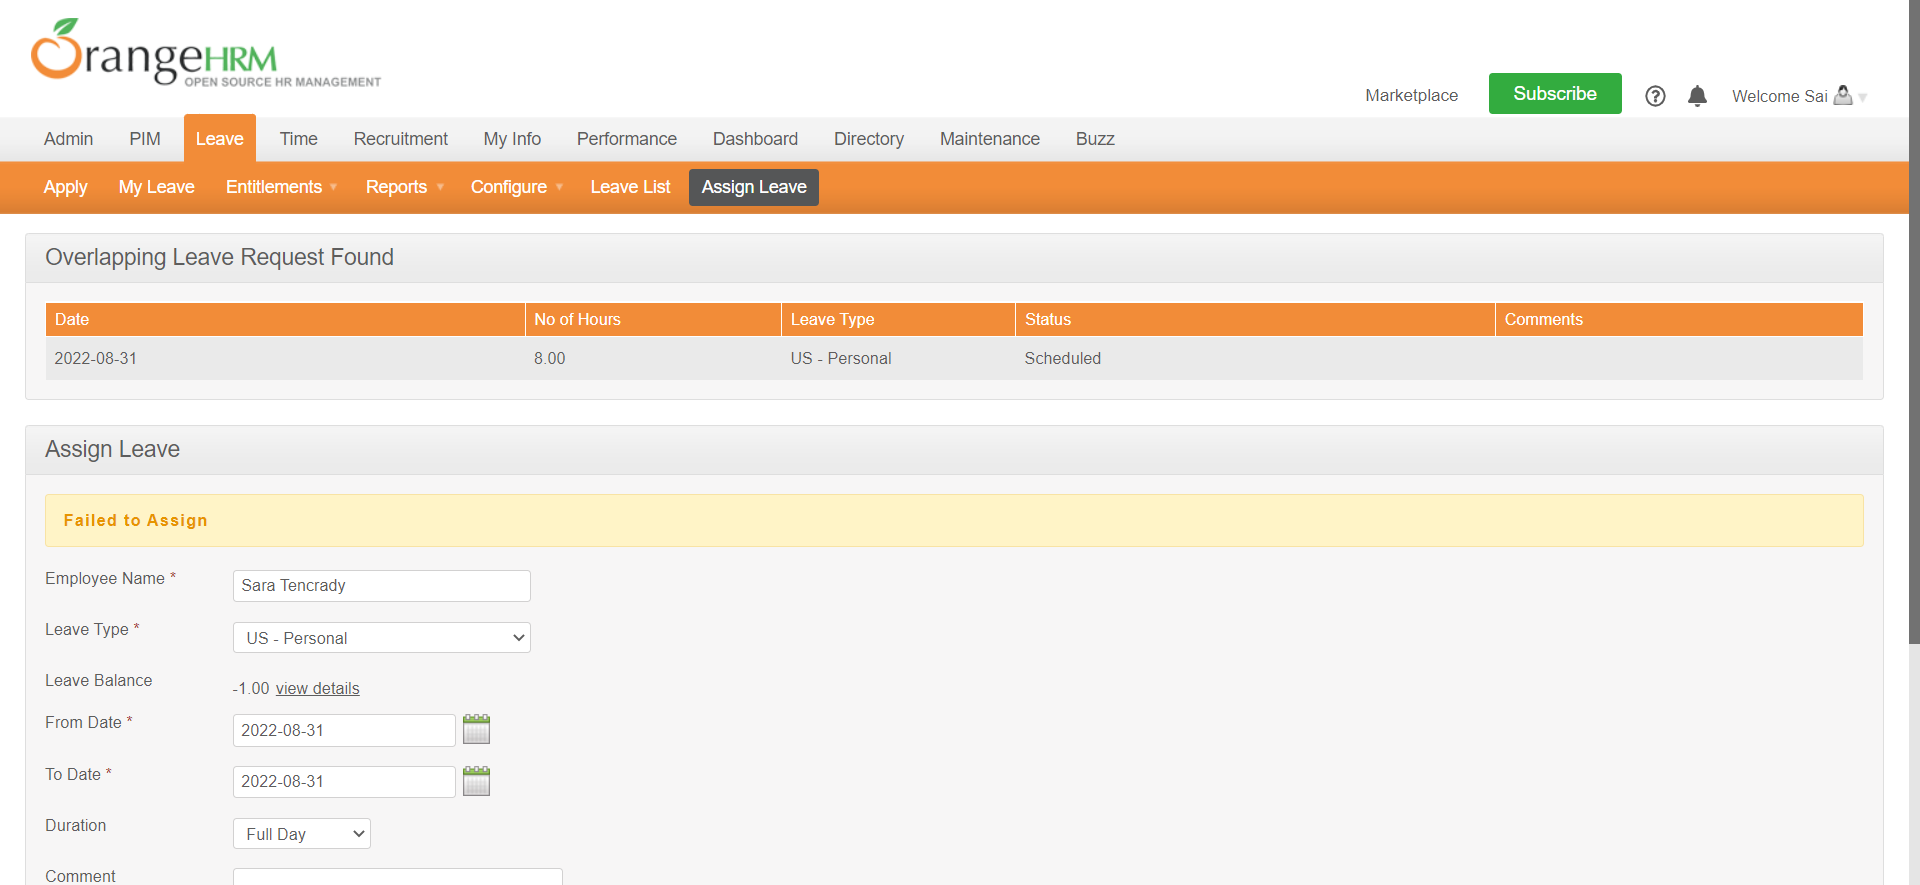 OrangeHRM
OPEN SOURCE HR MANAGEMENT
Marketplace
Subscribe
Welcome Sai
Admin PIM Leave Time Recruitment My Info Performance Dashboard Directory Maintenance Buzz
Apply My Leave Entitlements Reports Configure Leave List Assign Leave
Overlapping Leave Request Found
Date No of Hours Leave Type Status Comments
2022-08-31 8.00 US - Personal Scheduled
Assign Leave
Failed to Assign
Employee Name * Sara Tencrady
Leave Type * US - Personal
Leave Balance -1.00 view details
From Date * 2022-08-31
To Date * 2022-08-31
Duration Full Day
Comment